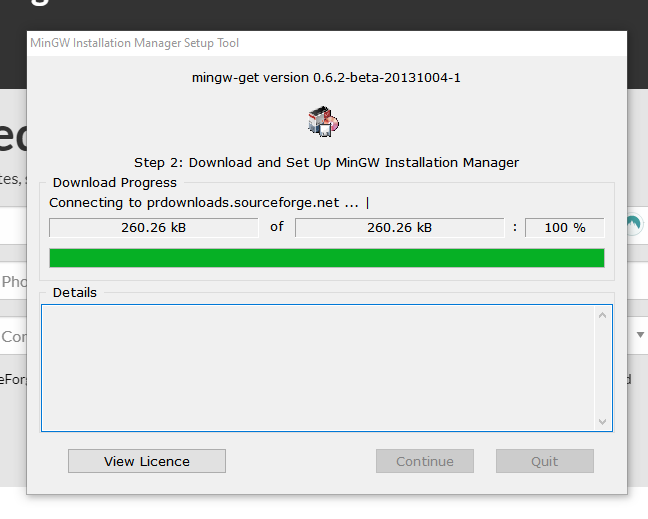 MinGW Installation Manager Setup Tool
mingw-get version 0.6.2-beta-20131004-1
Step 2: Download and Set Up MinGW Installation Manager
Download Progress
Connecting to prdownloads.sourceforge.net ... |
260.26 kB of 260.26 kB : 100 %
Details
View Licence Continue Quit